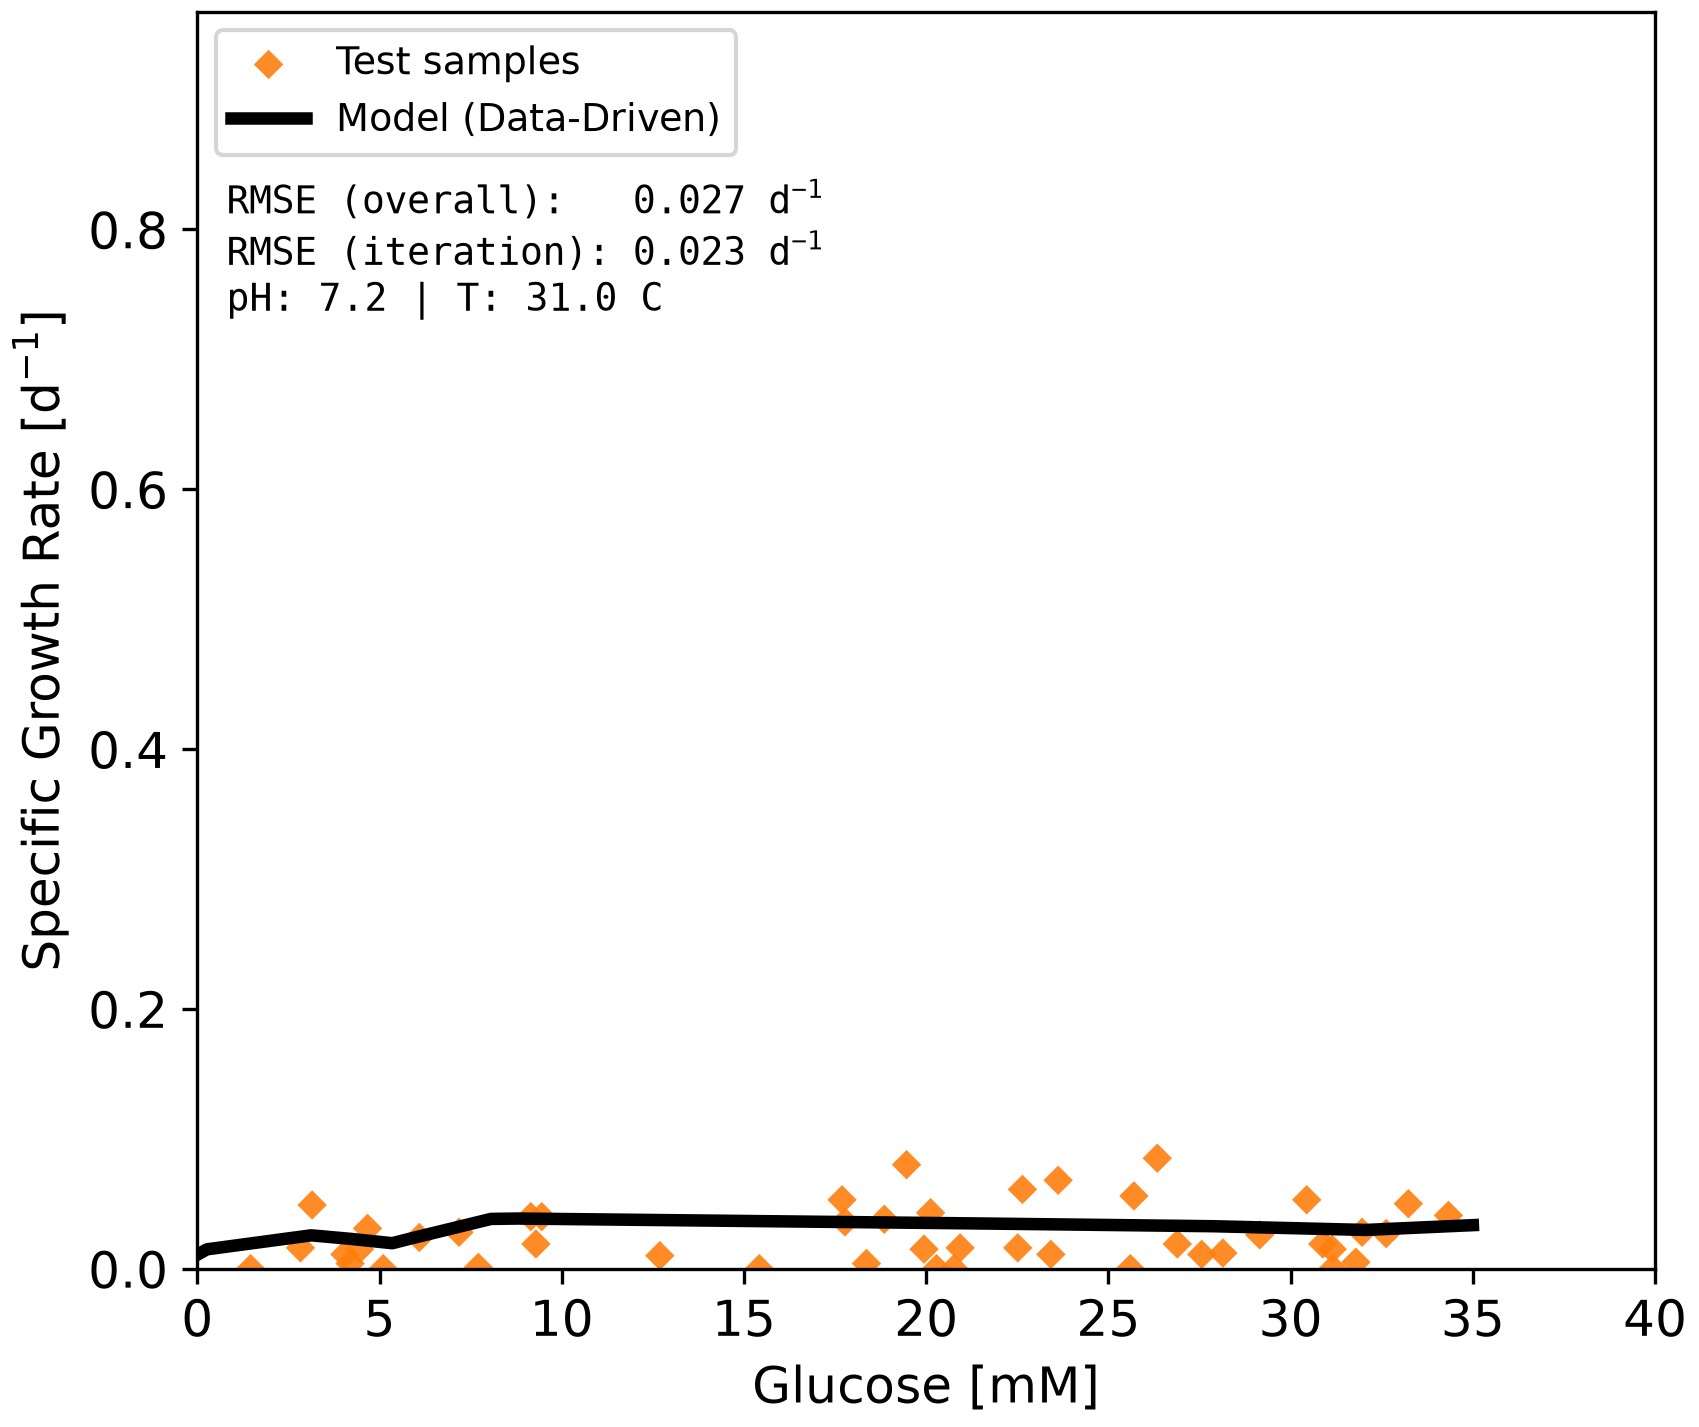 Test samples
Model (Data-Driven)
RMSE (overall):   0.027 d⁻¹
RMSE (iteration): 0.023 d⁻¹
pH: 7.2 | T: 31.0 C
Specific Growth Rate [d⁻¹]
0.8
0.6
0.4
0.2
0.0
0 5 10 15 20 25 30 35 40
Glucose [mM]